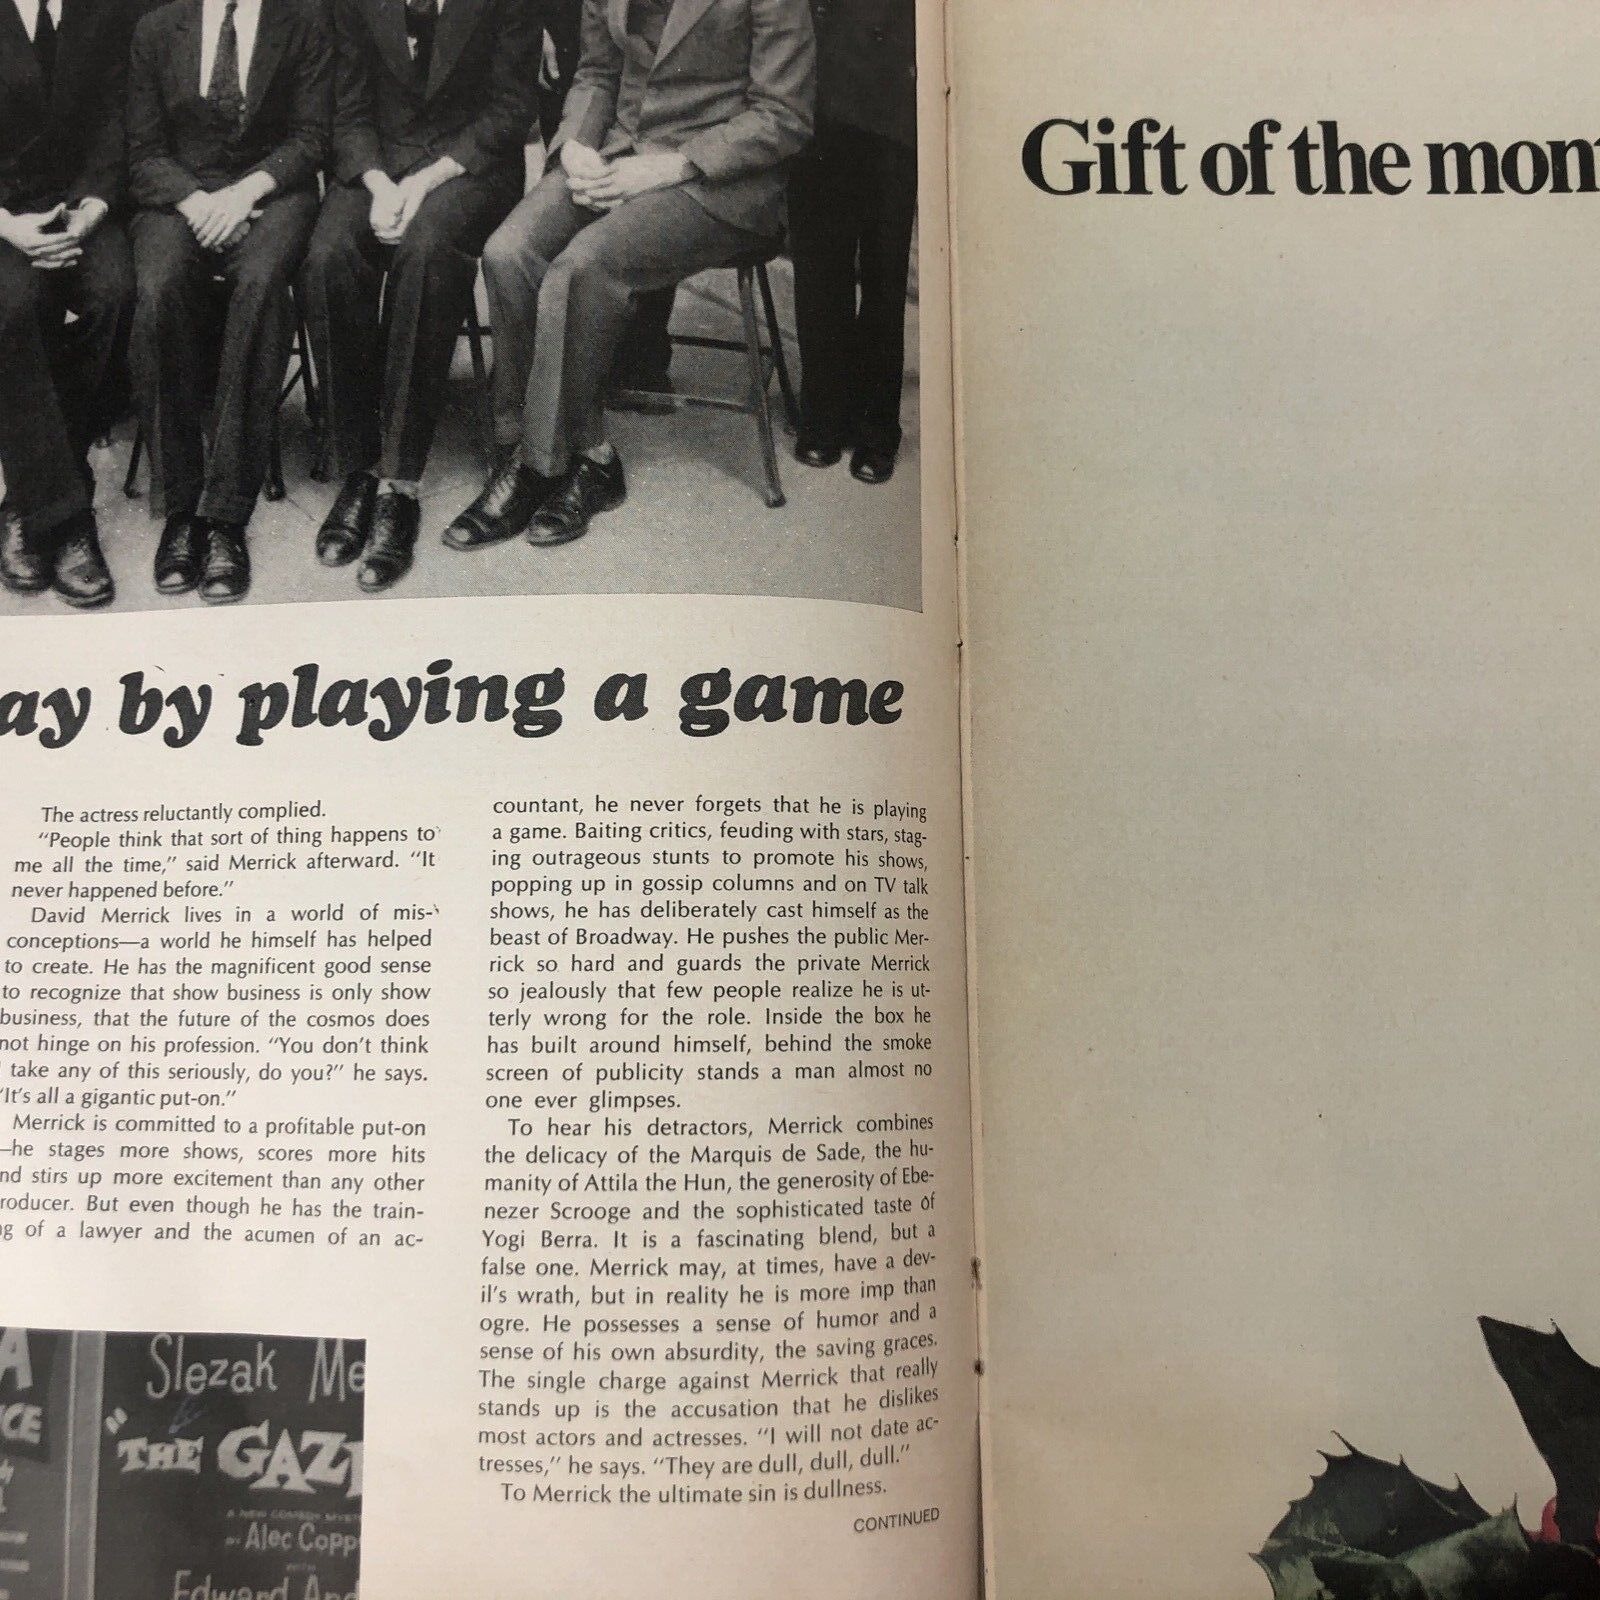 Gift of the mon
ay by playing a game
The actress reluctantly complied.
"People think that sort of thing happens to
me all the time," said Merrick afterward. "It
never happened before."
David Merrick lives in a world of mis-
conceptions—a world he himself has helped
to create. He has the magnificent good sense
to recognize that show business is only show
business, that the future of the cosmos does
not hinge on his profession. "You don't think
take any of this seriously, do you?" he says.
"It's all a gigantic put-on."
Merrick is committed to a profitable put-on
—he stages more shows, scores more hits
nd stirs up more excitement than any other
roducer. But even though he has the train-
g of a lawyer and the acumen of an ac-
countant, he never forgets that he is playing
a game. Baiting critics, feuding with stars, stag-
ing outrageous stunts to promote his shows,
popping up in gossip columns and on TV talk
shows, he has deliberately cast himself as the
beast of Broadway. He pushes the public Mer-
rick so hard and guards the private Merrick
so jealously that few people realize he is ut-
terly wrong for the role. Inside the box he
has built around himself, behind the smoke
screen of publicity stands a man almost no
one ever glimpses.
To hear his detractors, Merrick combines
the delicacy of the Marquis de Sade, the hu-
manity of Attila the Hun, the generosity of Ebe-
nezer Scrooge and the sophisticated taste of
Yogi Berra. It is a fascinating blend, but a
false one. Merrick may, at times, have a dev-
il's wrath, but in reality he is more imp than
ogre. He possesses a sense of humor and a
sense of his own absurdity, the saving graces.
The single charge against Merrick that really
stands up is the accusation that he dislikes
most actors and actresses. "I will not date ac-
tresses," he says. "They are dull, dull, dull."
To Merrick the ultimate sin is dullness.
CONTINUED
A
CE
Slezak Me
"THE GAZ
A NEW COMEDY
Alec Copp
WITH
Edward And